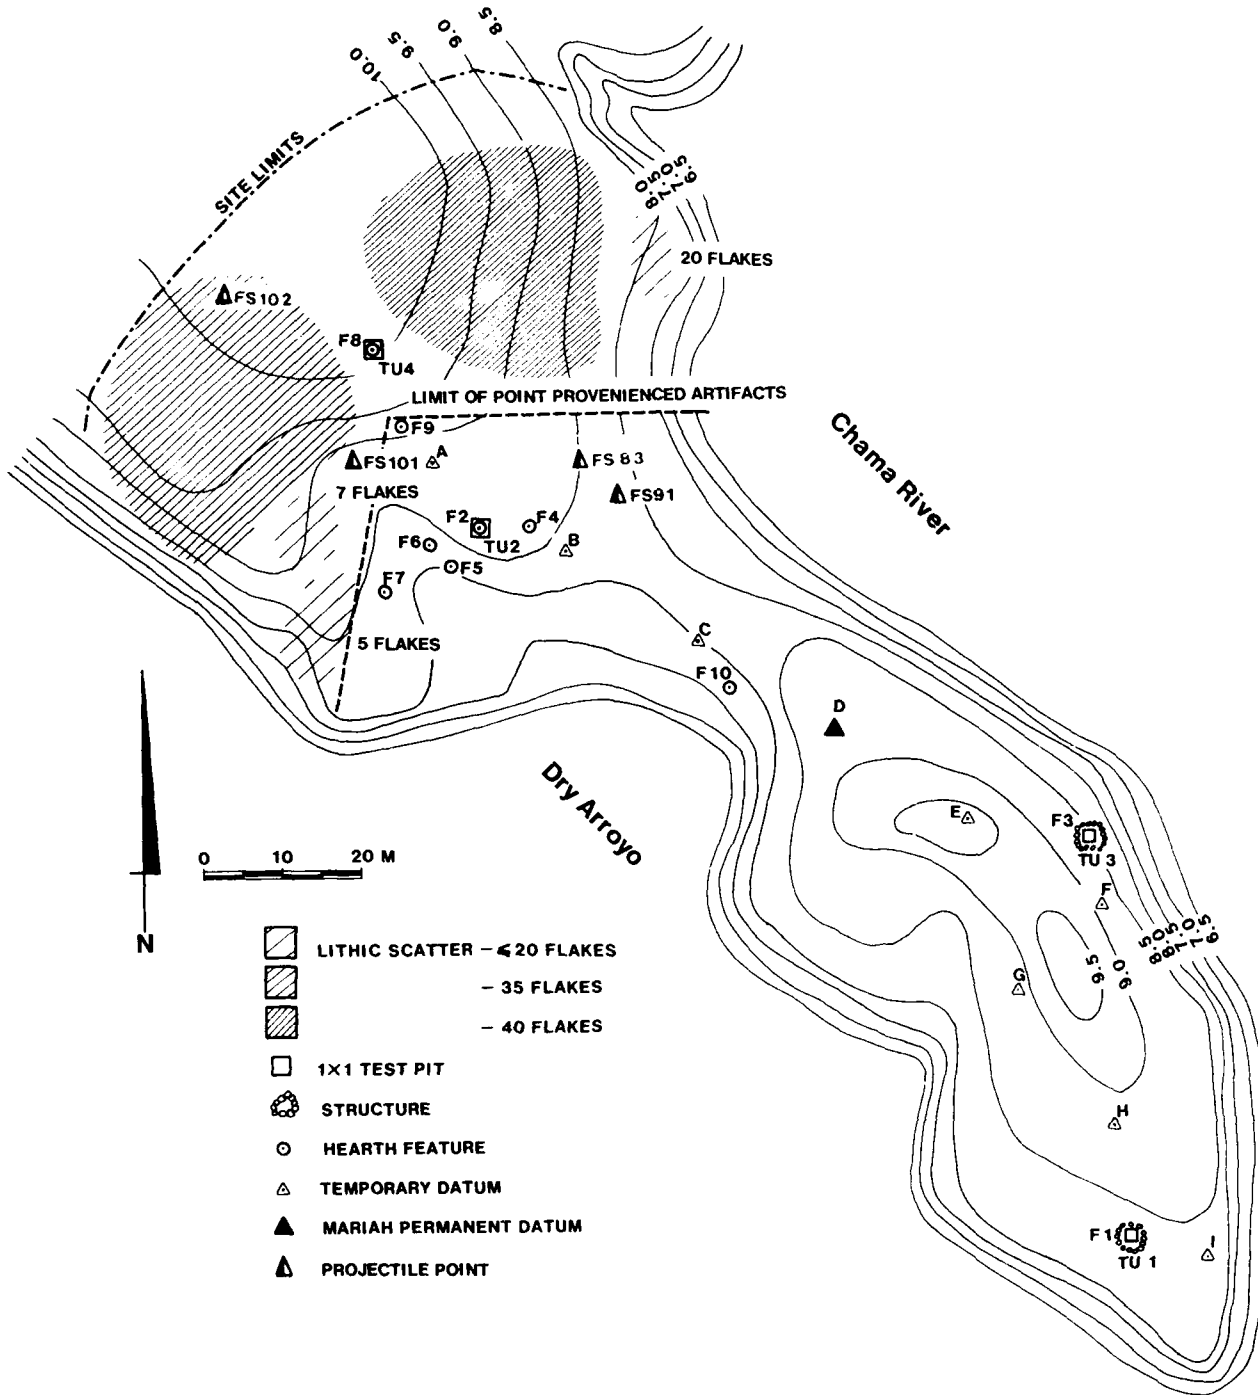 8.5
9.0
9.5
10.0
SITE LIMITS
6.5
7.0
7.5
8.0
20 FLAKES
FS102
F8
TU4
LIMIT OF POINT PROVENIENCED ARTIFACTS
F9
A
FS101
FS83
7 FLAKES
FS91
Chama River
F2
F4
TU2
F6
B
F5
F7
5 FLAKES
C
F10
D
Dry Arroyo
E
F3
TU 3
F
0 10 20 M
N
G
9.5
9.0
8.5
8.0
7.5
7.0
6.5
LITHIC SCATTER – ≤20 FLAKES
– 35 FLAKES
– 40 FLAKES
1×1 TEST PIT
STRUCTURE
HEARTH FEATURE
TEMPORARY DATUM
MARIAH PERMANENT DATUM
PROJECTILE POINT
H
F1
TU 1
I